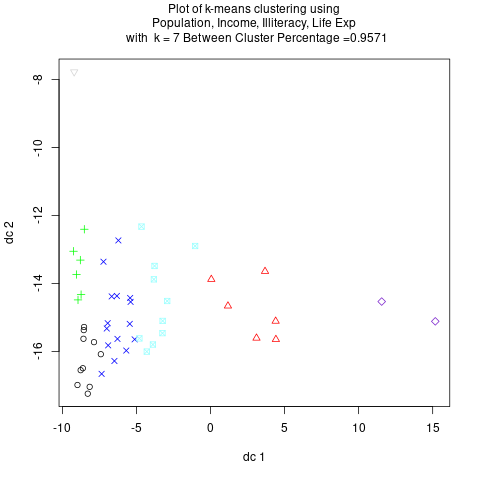 Plot of k-means clustering using
Population, Income, Illiteracy, Life Exp
with k = 7 Between Cluster Percentage =0.9571
-8
-10
-12
-14
-16
dc 2
-10 -5 0 5 10 15
dc 1